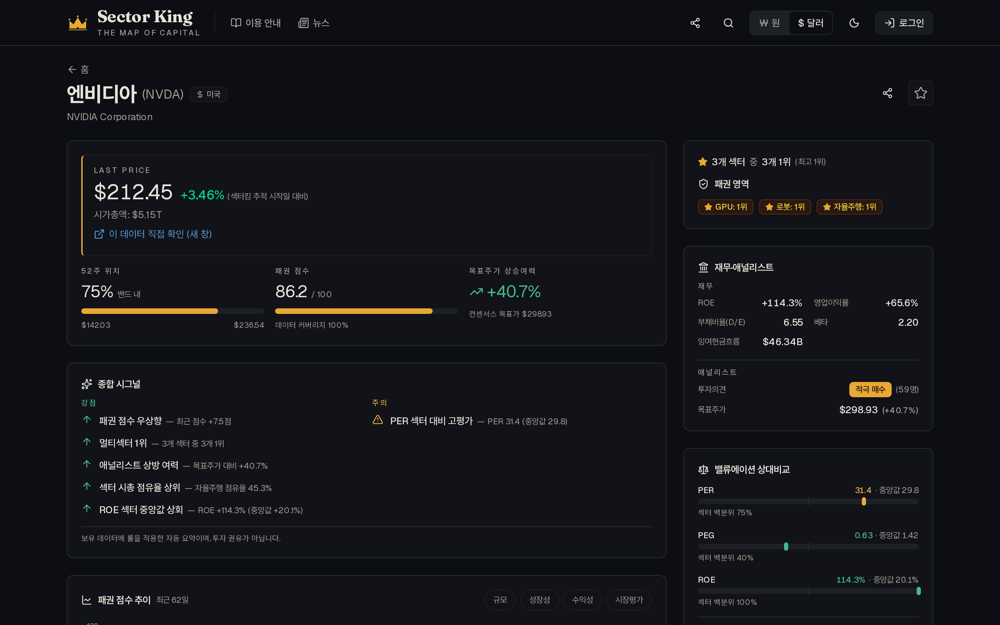 Sector King
THE MAP OF CAPITAL
이용 안내
뉴스
₩ 원
$ 달러
로그인
홈
엔비디아 (NVDA) $ 미국
NVIDIA Corporation
LAST PRICE
$212.45 +3.46% (섹터킹 추적 시작일 대비)
시가총액: $5.15T
이 데이터 직접 확인 (새 창)
52주 위치
75% 밴드 내
$142.03 $236.54
패권 점수
86.2 / 100
데이터 커버리지 100%
목표주가 상승여력
+40.7%
컨센서스 목표가 $298.93
종합 시그널
강점
패권 점수 우상향 — 최근 점수 +7.5점
멀티섹터 1위 — 3개 섹터 중 3개 1위
애널리스트 상방 여력 — 목표주가 대비 +40.7%
섹터 시총 점유율 상위 — 자율주행 점유율 45.3%
ROE 섹터 중앙값 상회 — ROE +114.3% (중앙값 +20.1%)
주의
PER 섹터 대비 고평가 — PER 31.4 (중앙값 29.8)
보유 데이터에 룰을 적용한 자동 요약이며, 투자 권유가 아닙니다.
패권 점수 추이 최근 62일
규모
성장성
수익성
시장평가
100
3개 섹터 중 3개 1위 (최고 1위)
패권 영역
GPU: 1위
로봇: 1위
자율주행: 1위
재무·애널리스트
재무
ROE +114.3% 영업이익률 +65.6%
부채비율(D/E) 6.55 베타 2.20
잉여현금흐름 $46.34B
애널리스트
투자의견 적극 매수 (59명)
목표주가 $298.93 (+40.7%)
밸류에이션 상대비교
PER 31.4 · 중앙값 29.8
섹터 백분위 75%
PEG 0.63 · 중앙값 1.42
섹터 백분위 40%
ROE 114.3% · 중앙값 20.1%
섹터 백분위 100%